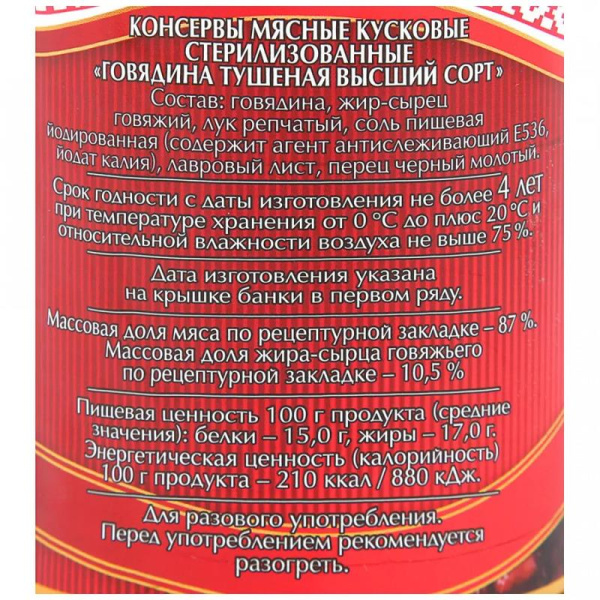 КОНСЕРВЫ МЯСНЫЕ КУСКОВЫЕ
СТЕРИЛИЗОВАННЫЕ
«ГОВЯДИНА ТУШЕНАЯ ВЫСШИЙ СОРТ»
Состав: говядина, жир-сырец
говяжий, лук репчатый, соль пищевая
йодированная (содержит агент антислеживающий Е536,
йодат калия), лавровый лист, перец черный молотый.
Срок годности с даты изготовления не более 4 лет
при температуре хранения от 0 °С до плюс 20 °С и
относительной влажности воздуха не выше 75 %.
Дата изготовления указана
на крышке банки в первом ряду.
Массовая доля мяса по рецептурной закладке – 87 %.
Массовая доля жира-сырца говяжьего
по рецептурной закладке – 10,5 %
Пищевая ценность 100 г продукта (средние
значения): белки – 15,0 г, жиры – 17,0 г.
Энергетическая ценность (калорийность)
100 г продукта – 210 ккал / 880 кДж.
Для разового употребления.
Перед употреблением рекомендуется
разогреть.